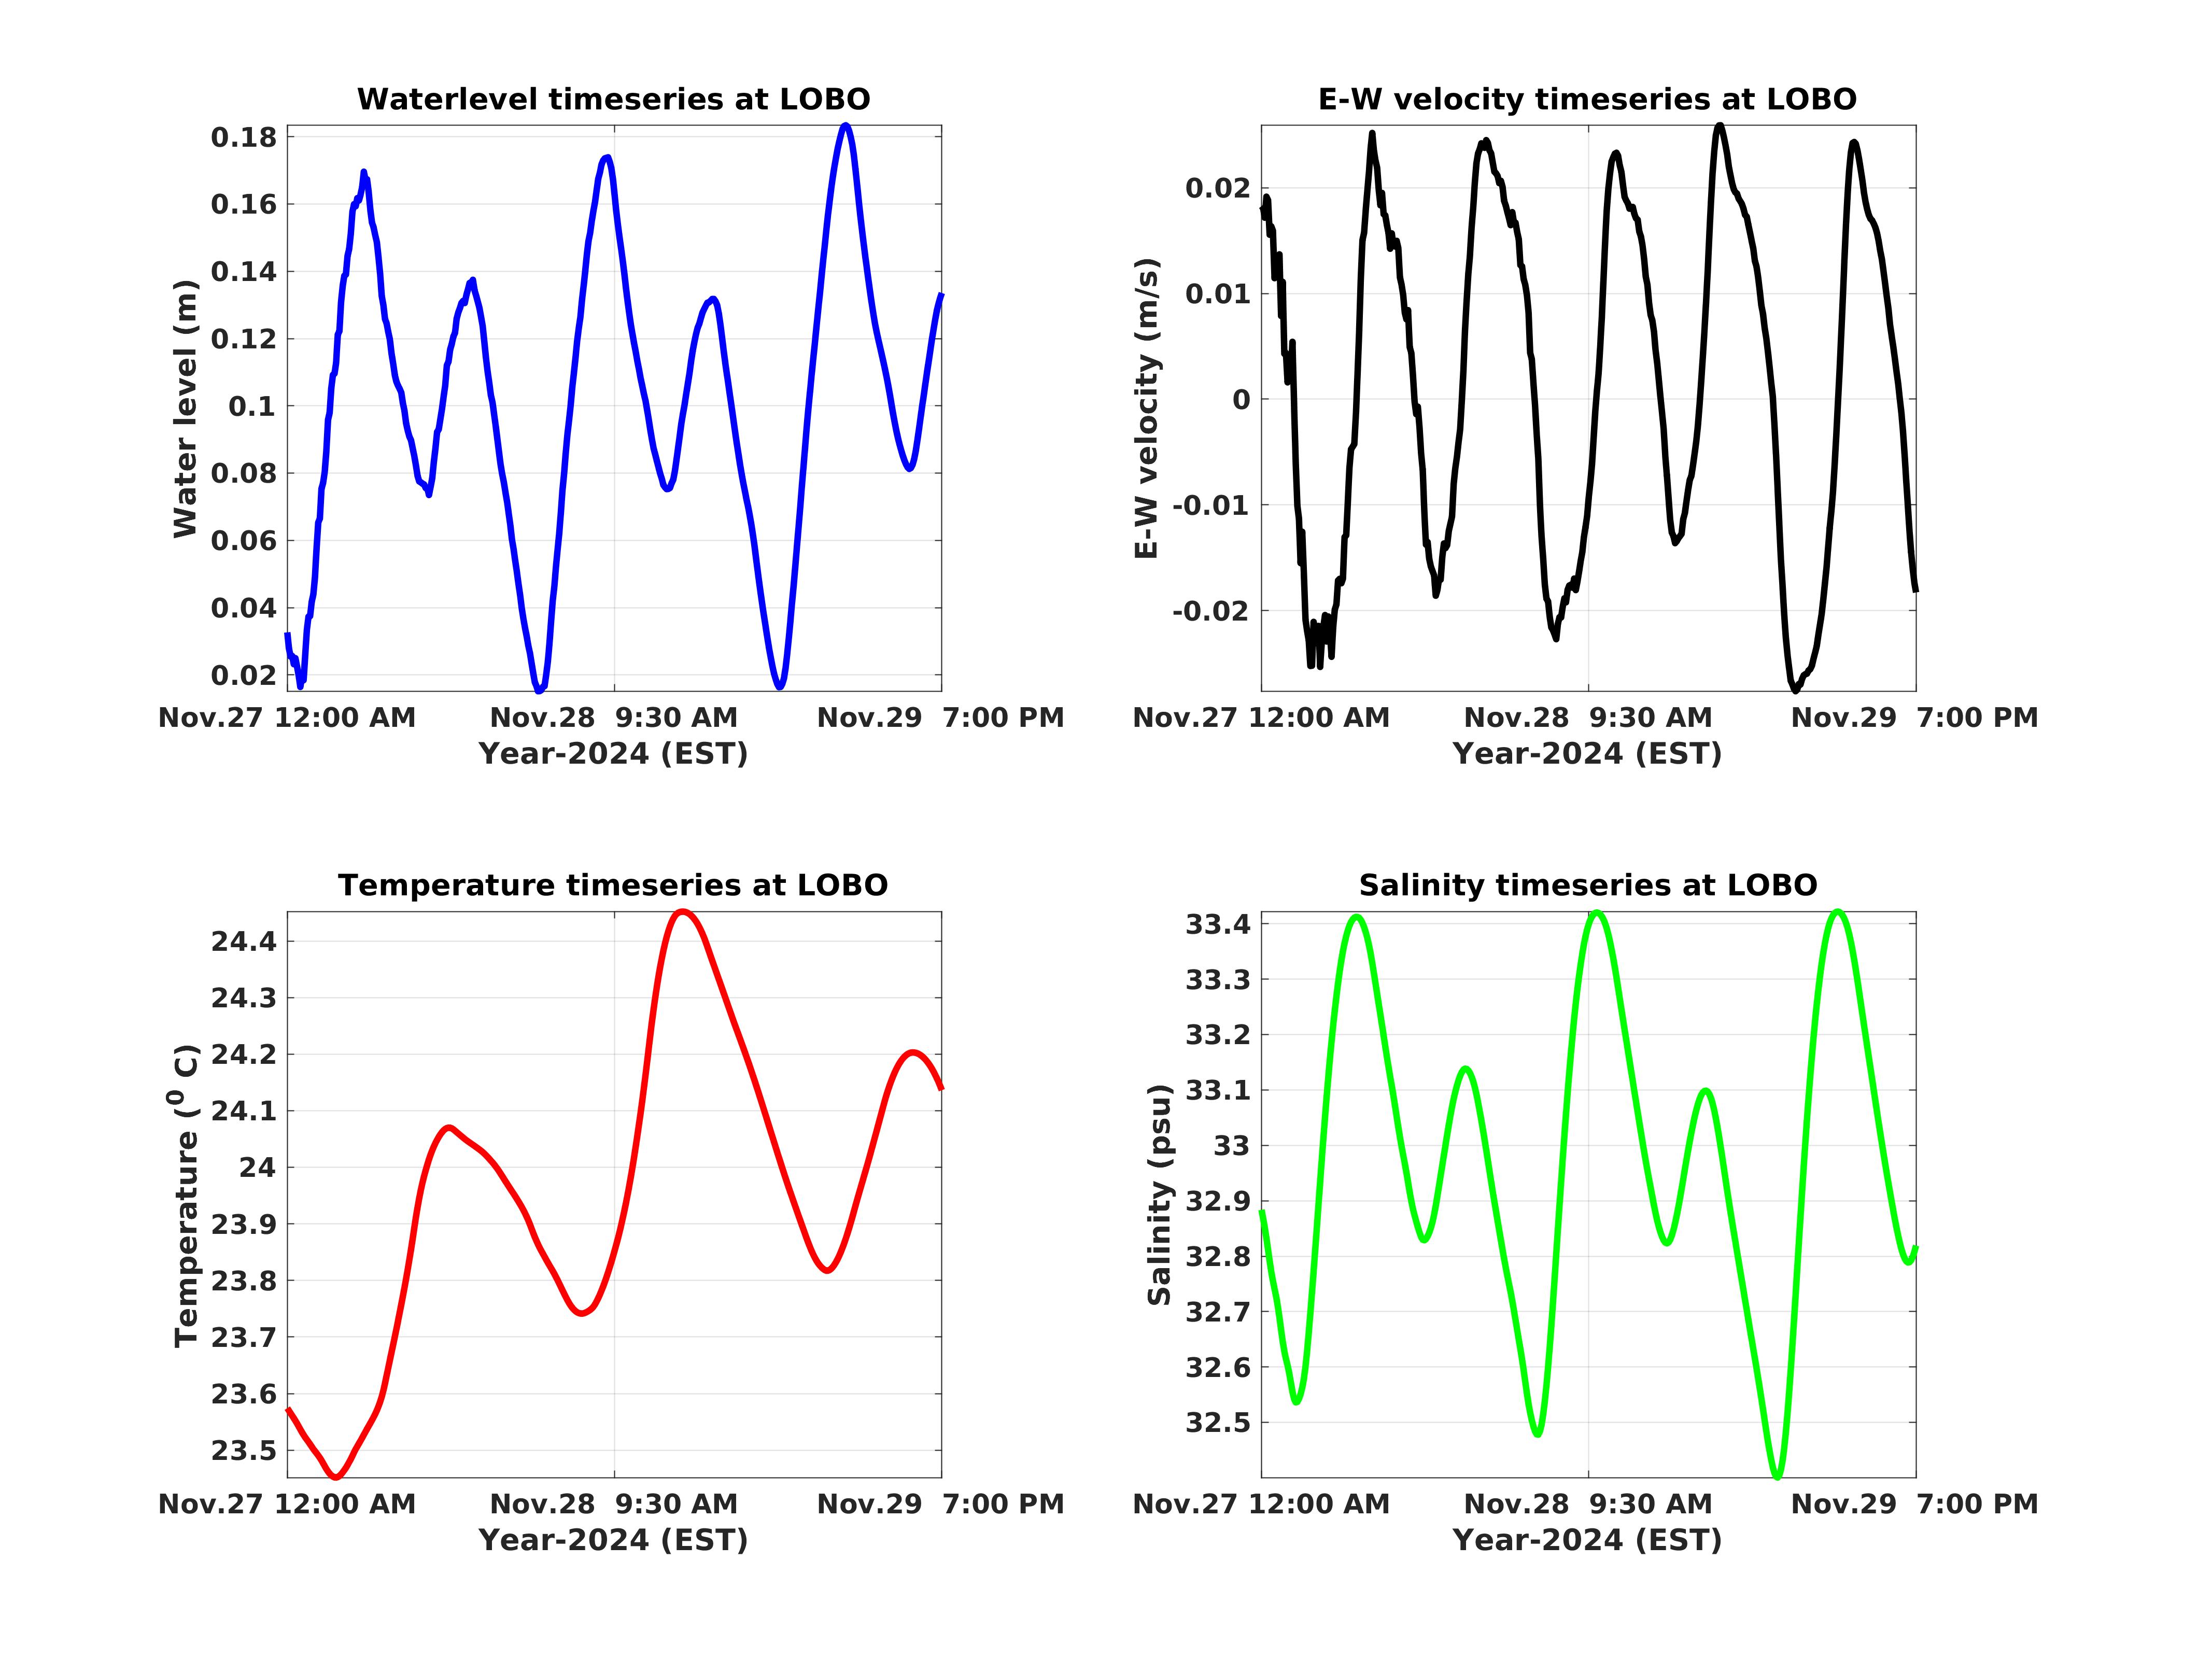 Waterlevel timeseries at LOBO
0.18
0.16
0.14
0.12
0.1
0.08
0.06
0.04
0.02
Water level (m)
Nov.27 12:00 AM
Nov.28 9:30 AM
Nov.29 7:00 PM
Year-2024 (EST)
E-W velocity timeseries at LOBO
0.02
0.01
0
-0.01
-0.02
E-W velocity (m/s)
Nov.27 12:00 AM
Nov.28 9:30 AM
Nov.29 7:00 PM
Year-2024 (EST)
Temperature timeseries at LOBO
24.4
24.3
24.2
24.1
24
23.9
23.8
23.7
23.6
23.5
Temperature (⁰ C)
Nov.27 12:00 AM
Nov.28 9:30 AM
Nov.29 7:00 PM
Year-2024 (EST)
Salinity timeseries at LOBO
33.4
33.3
33.2
33.1
33
32.9
32.8
32.7
32.6
32.5
Salinity (psu)
Nov.27 12:00 AM
Nov.28 9:30 AM
Nov.29 7:00 PM
Year-2024 (EST)